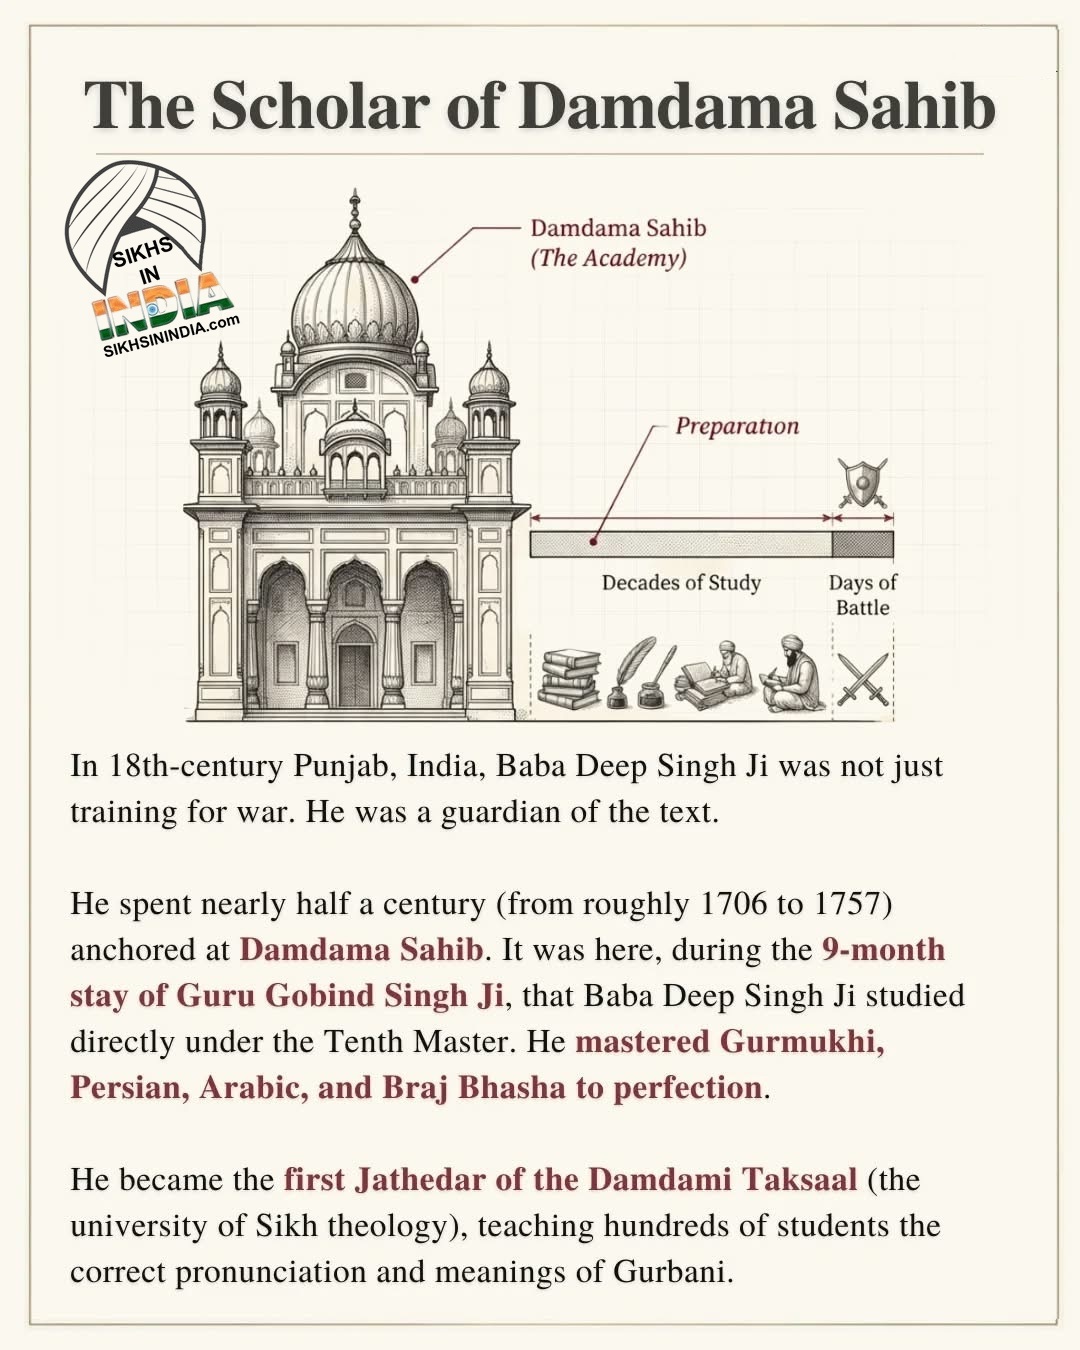 The Scholar of Damdama Sahib
SIKHS
IN
INDIA
SIKHSININDIA.com
Damdama Sahib
(The Academy)
Preparation
Decades of Study
Days of
Battle
In 18th-century Punjab, India, Baba Deep Singh Ji was not just
training for war. He was a guardian of the text.
He spent nearly half a century (from roughly 1706 to 1757)
anchored at Damdama Sahib. It was here, during the 9-month
stay of Guru Gobind Singh Ji, that Baba Deep Singh Ji studied
directly under the Tenth Master. He mastered Gurmukhi,
Persian, Arabic, and Braj Bhasha to perfection.
He became the first Jathedar of the Damdami Taksaal (the
university of Sikh theology), teaching hundreds of students the
correct pronunciation and meanings of Gurbani.